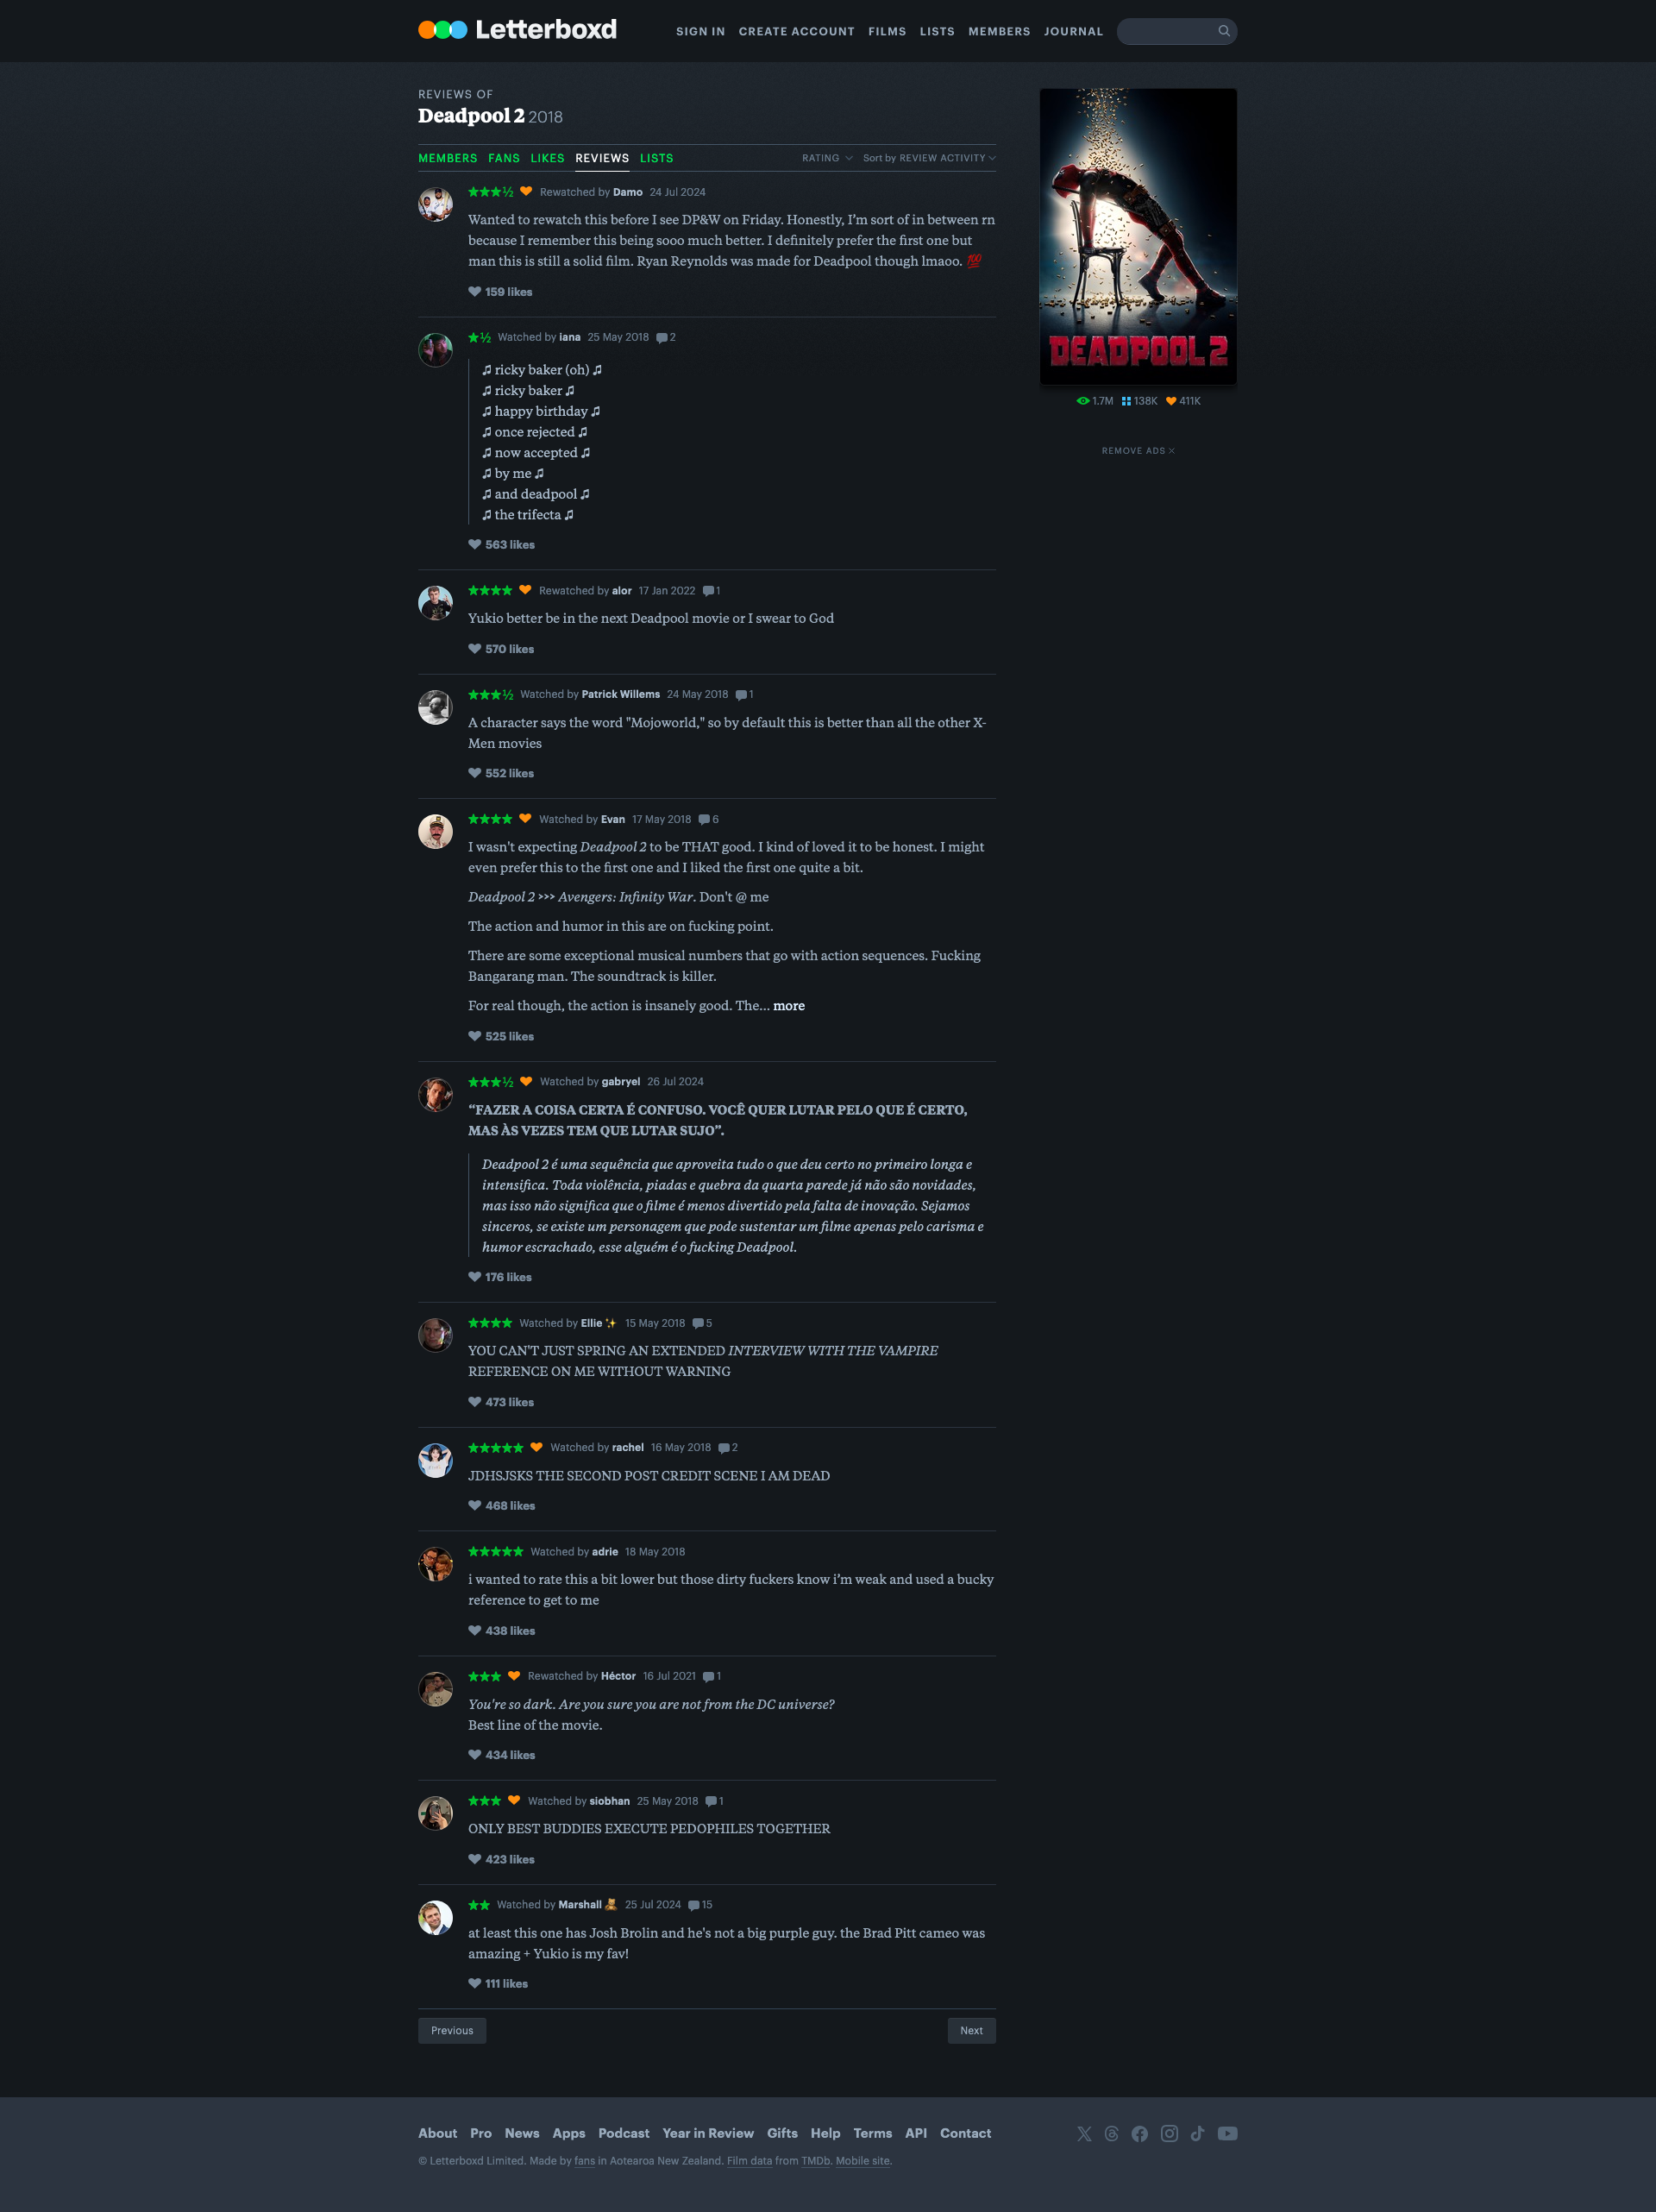 Letterboxd
SIGN IN CREATE ACCOUNT FILMS LISTS MEMBERS JOURNAL
REVIEWS OF
Deadpool 2 2018
MEMBERS FANS LIKES REVIEWS LISTS
RATING Sort by REVIEW ACTIVITY
★★★½ Rewatched by Damo 24 Jul 2024
Wanted to rewatch this before I see DP&W on Friday. Honestly, I’m sort of in between rn
because I remember this being sooo much better. I definitely prefer the first one but
man this is still a solid film. Ryan Reynolds was made for Deadpool though lmaoo. 💯
159 likes
★½ Watched by iana 25 May 2018 2
♫ ricky baker (oh) ♫
♫ ricky baker ♫
♫ happy birthday ♫
♫ once rejected ♫
♫ now accepted ♫
♫ by me ♫
♫ and deadpool ♫
♫ the trifecta ♫
563 likes
★★★★ Rewatched by alor 17 Jan 2022 1
Yukio better be in the next Deadpool movie or I swear to God
570 likes
★★★½ Watched by Patrick Willems 24 May 2018 1
A character says the word "Mojoworld," so by default this is better than all the other X-
Men movies
552 likes
★★★★ Watched by Evan 17 May 2018 6
I wasn't expecting Deadpool 2 to be THAT good. I kind of loved it to be honest. I might
even prefer this to the first one and I liked the first one quite a bit.
Deadpool 2 >>> Avengers: Infinity War. Don't @ me
The action and humor in this are on fucking point.
There are some exceptional musical numbers that go with action sequences. Fucking
Bangarang man. The soundtrack is killer.
For real though, the action is insanely good. The... more
525 likes
★★★½ Watched by gabryel 26 Jul 2024
“FAZER A COISA CERTA É CONFUSO. VOCÊ QUER LUTAR PELO QUE É CERTO,
MAS ÀS VEZES TEM QUE LUTAR SUJO”.
Deadpool 2 é uma sequência que aproveita tudo o que deu certo no primeiro longa e
intensifica. Toda violência, piadas e quebra da quarta parede já não são novidades,
mas isso não significa que o filme é menos divertido pela falta de inovação. Sejamos
sinceros, se existe um personagem que pode sustentar um filme apenas pelo carisma e
humor escrachado, esse alguém é o fucking Deadpool.
176 likes
★★★★ Watched by Ellie ✨ 15 May 2018 5
YOU CAN'T JUST SPRING AN EXTENDED INTERVIEW WITH THE VAMPIRE
REFERENCE ON ME WITHOUT WARNING
473 likes
★★★★★ Watched by rachel 16 May 2018 2
JDHSJSKS THE SECOND POST CREDIT SCENE I AM DEAD
468 likes
★★★★★ Watched by adrie 18 May 2018
i wanted to rate this a bit lower but those dirty fuckers know i’m weak and used a bucky
reference to get to me
438 likes
★★★ Rewatched by Héctor 16 Jul 2021 1
You're so dark. Are you sure you are not from the DC universe?
Best line of the movie.
434 likes
★★★ Watched by siobhan 25 May 2018 1
ONLY BEST BUDDIES EXECUTE PEDOPHILES TOGETHER
423 likes
★★ Watched by Marshall 🧸 25 Jul 2024 15
at least this one has Josh Brolin and he's not a big purple guy. the Brad Pitt cameo was
amazing + Yukio is my fav!
111 likes
Previous Next
DEADPOOL 2
1.7M 138K 411K
REMOVE ADS
About Pro News Apps Podcast Year in Review Gifts Help Terms API Contact
© Letterboxd Limited. Made by fans in Aotearoa New Zealand. Film data from TMDb. Mobile site.